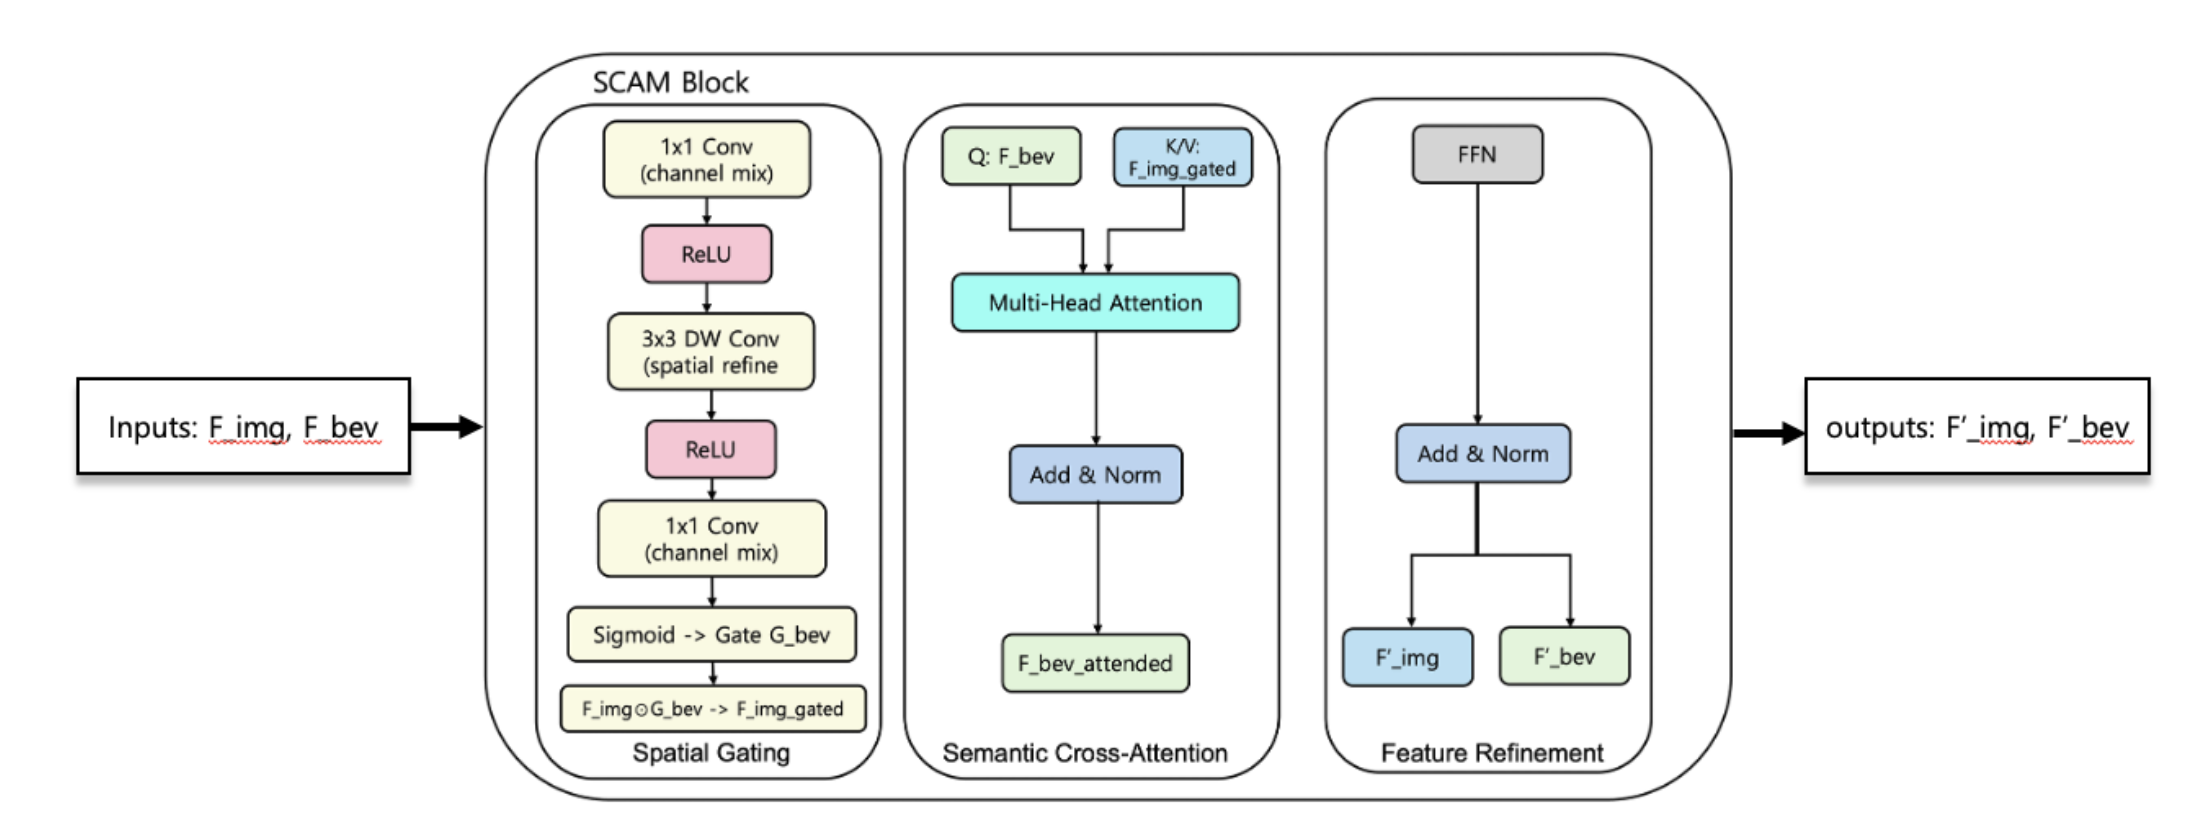 SCAM Block
Inputs: F_img, F_bev
1x1 Conv
(channel mix)
ReLU
3x3 DW Conv
(spatial refine
ReLU
1x1 Conv
(channel mix)
Sigmoid -> Gate G_bev
F_img⊙G_bev -> F_img_gated
Spatial Gating
Q: F_bev
K/V:
F_img_gated
Multi-Head Attention
Add & Norm
F_bev_attended
Semantic Cross-Attention
FFN
Add & Norm
F’_img
F’_bev
Feature Refinement
outputs: F’_img, F’_bev